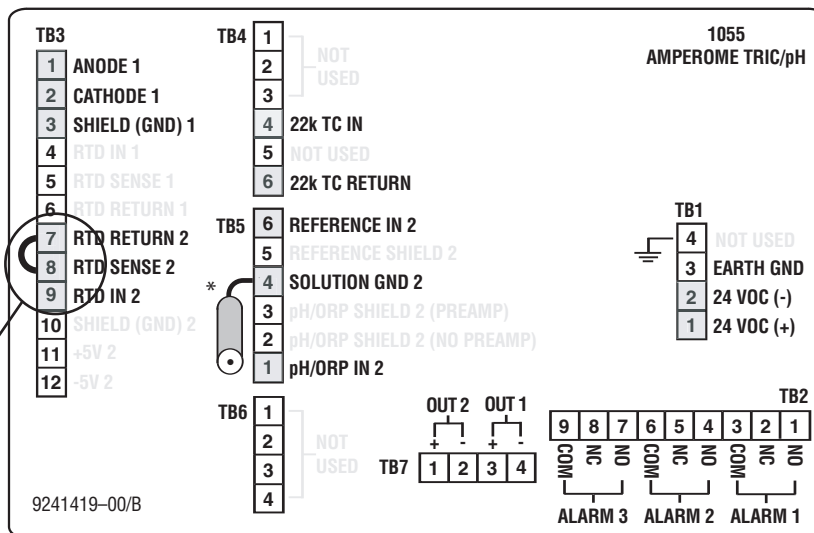 1055
AMPEROME TRIC/pH
TB3
1 ANODE 1
2 CATHODE 1
3 SHIELD (GND) 1
4 RTD IN 1
5 RTD SENSE 1
6 RTD RETURN 1
7 RTD RETURN 2
8 RTD SENSE 2
9 RTD IN 2
10 SHIELD (GND) 2
11 +5V 2
12 -5V 2
TB4
1
2
3
NOT
USED
4 22k TC IN
5 NOT USED
6 22k TC RETURN
TB5
6 REFERENCE IN 2
5 REFERENCE SHIELD 2
4 SOLUTION GND 2
3 pH/ORP SHIELD 2 (PREAMP)
2 pH/ORP SHIELD 2 (NO PREAMP)
1 pH/ORP IN 2
*
TB1
4 NOT USED
3 EARTH GND
2 24 VOC (-)
1 24 VOC (+)
TB6
1
2
3
4
NOT
USED
OUT 2 OUT 1
+ - + -
TB7 1 2 3 4
TB2
9 8 7 6 5 4 3 2 1
COM NC NO COM NC NO COM NC NO
ALARM 3 ALARM 2 ALARM 1
9241419–00/B